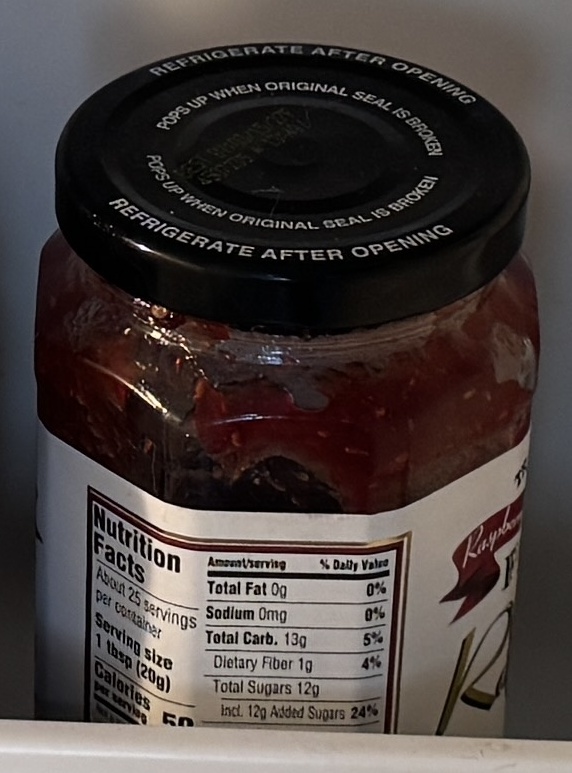 REFRIGERATE AFTER OPENING
POPS UP WHEN ORIGINAL SEAL IS BROKEN
POPS UP WHEN ORIGINAL SEAL IS BROKEN
REFRIGERATE AFTER OPENING
Nutrition
Facts
About 25 servings
per container
Serving size
1 tbsp (20g)
Calories
per serving 50
Amount/serving % Daily Value
Total Fat 0g 0%
Sodium 0mg 0%
Total Carb. 13g 5%
Dietary Fiber 1g 4%
Total Sugars 12g
Incl. 12g Added Sugars 24%